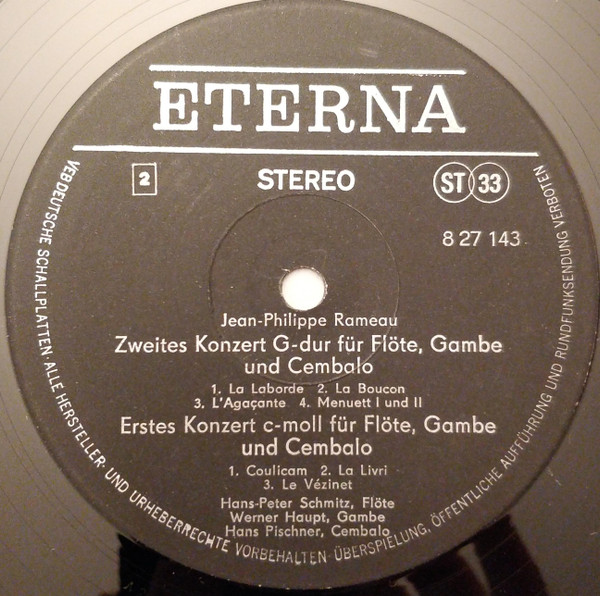 ETERNA
2 STEREO ST 33
8 27 143
Jean-Philippe Rameau
Zweites Konzert G-dur für Flöte, Gambe
und Cembalo
1. La Laborde 2. La Boucon
3. L'Agaçante 4. Menuett I und II
Erstes Konzert c-moll für Flöte, Gambe
und Cembalo
1. Coulicam 2. La Livri
3. Le Vézinet
Hans-Peter Schmitz, Flöte
Werner Haupt, Gambe
Hans Pischner, Cembalo
VEB DEUTSCHE SCHALLPLATTEN · ALLE HERSTELLER- UND URHEBERRECHTE VORBEHALTEN · ÜBERSPIELUNG, ÖFFENTLICHE AUFFÜHRUNG UND RUNDFUNKSENDUNG VERBOTEN